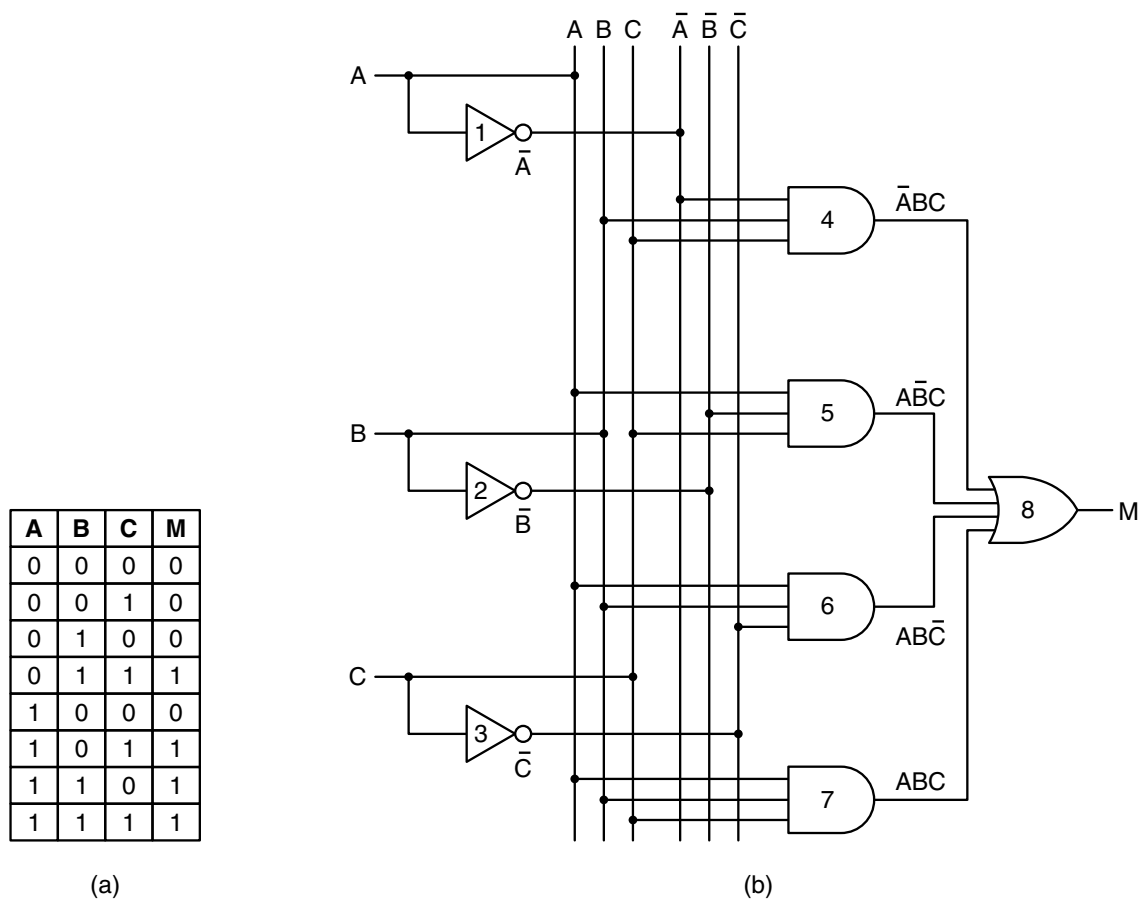 A B C A̅ B̅ C̅
A
1
A̅
4
A̅BC
5
AB̅C
B
2
B̅
8
M
6
ABC̅
C
3
C̅
7
ABC
A B C M
0 0 0 0
0 0 1 0
0 1 0 0
0 1 1 1
1 0 0 0
1 0 1 1
1 1 0 1
1 1 1 1
(a)
(b)